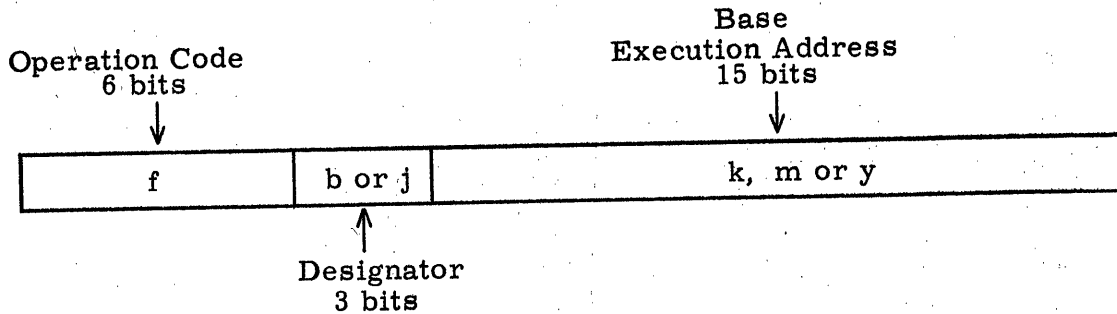 Operation Code
6 bits
Base
Execution Address
15 bits
f
b or j
k, m or y
Designator
3 bits